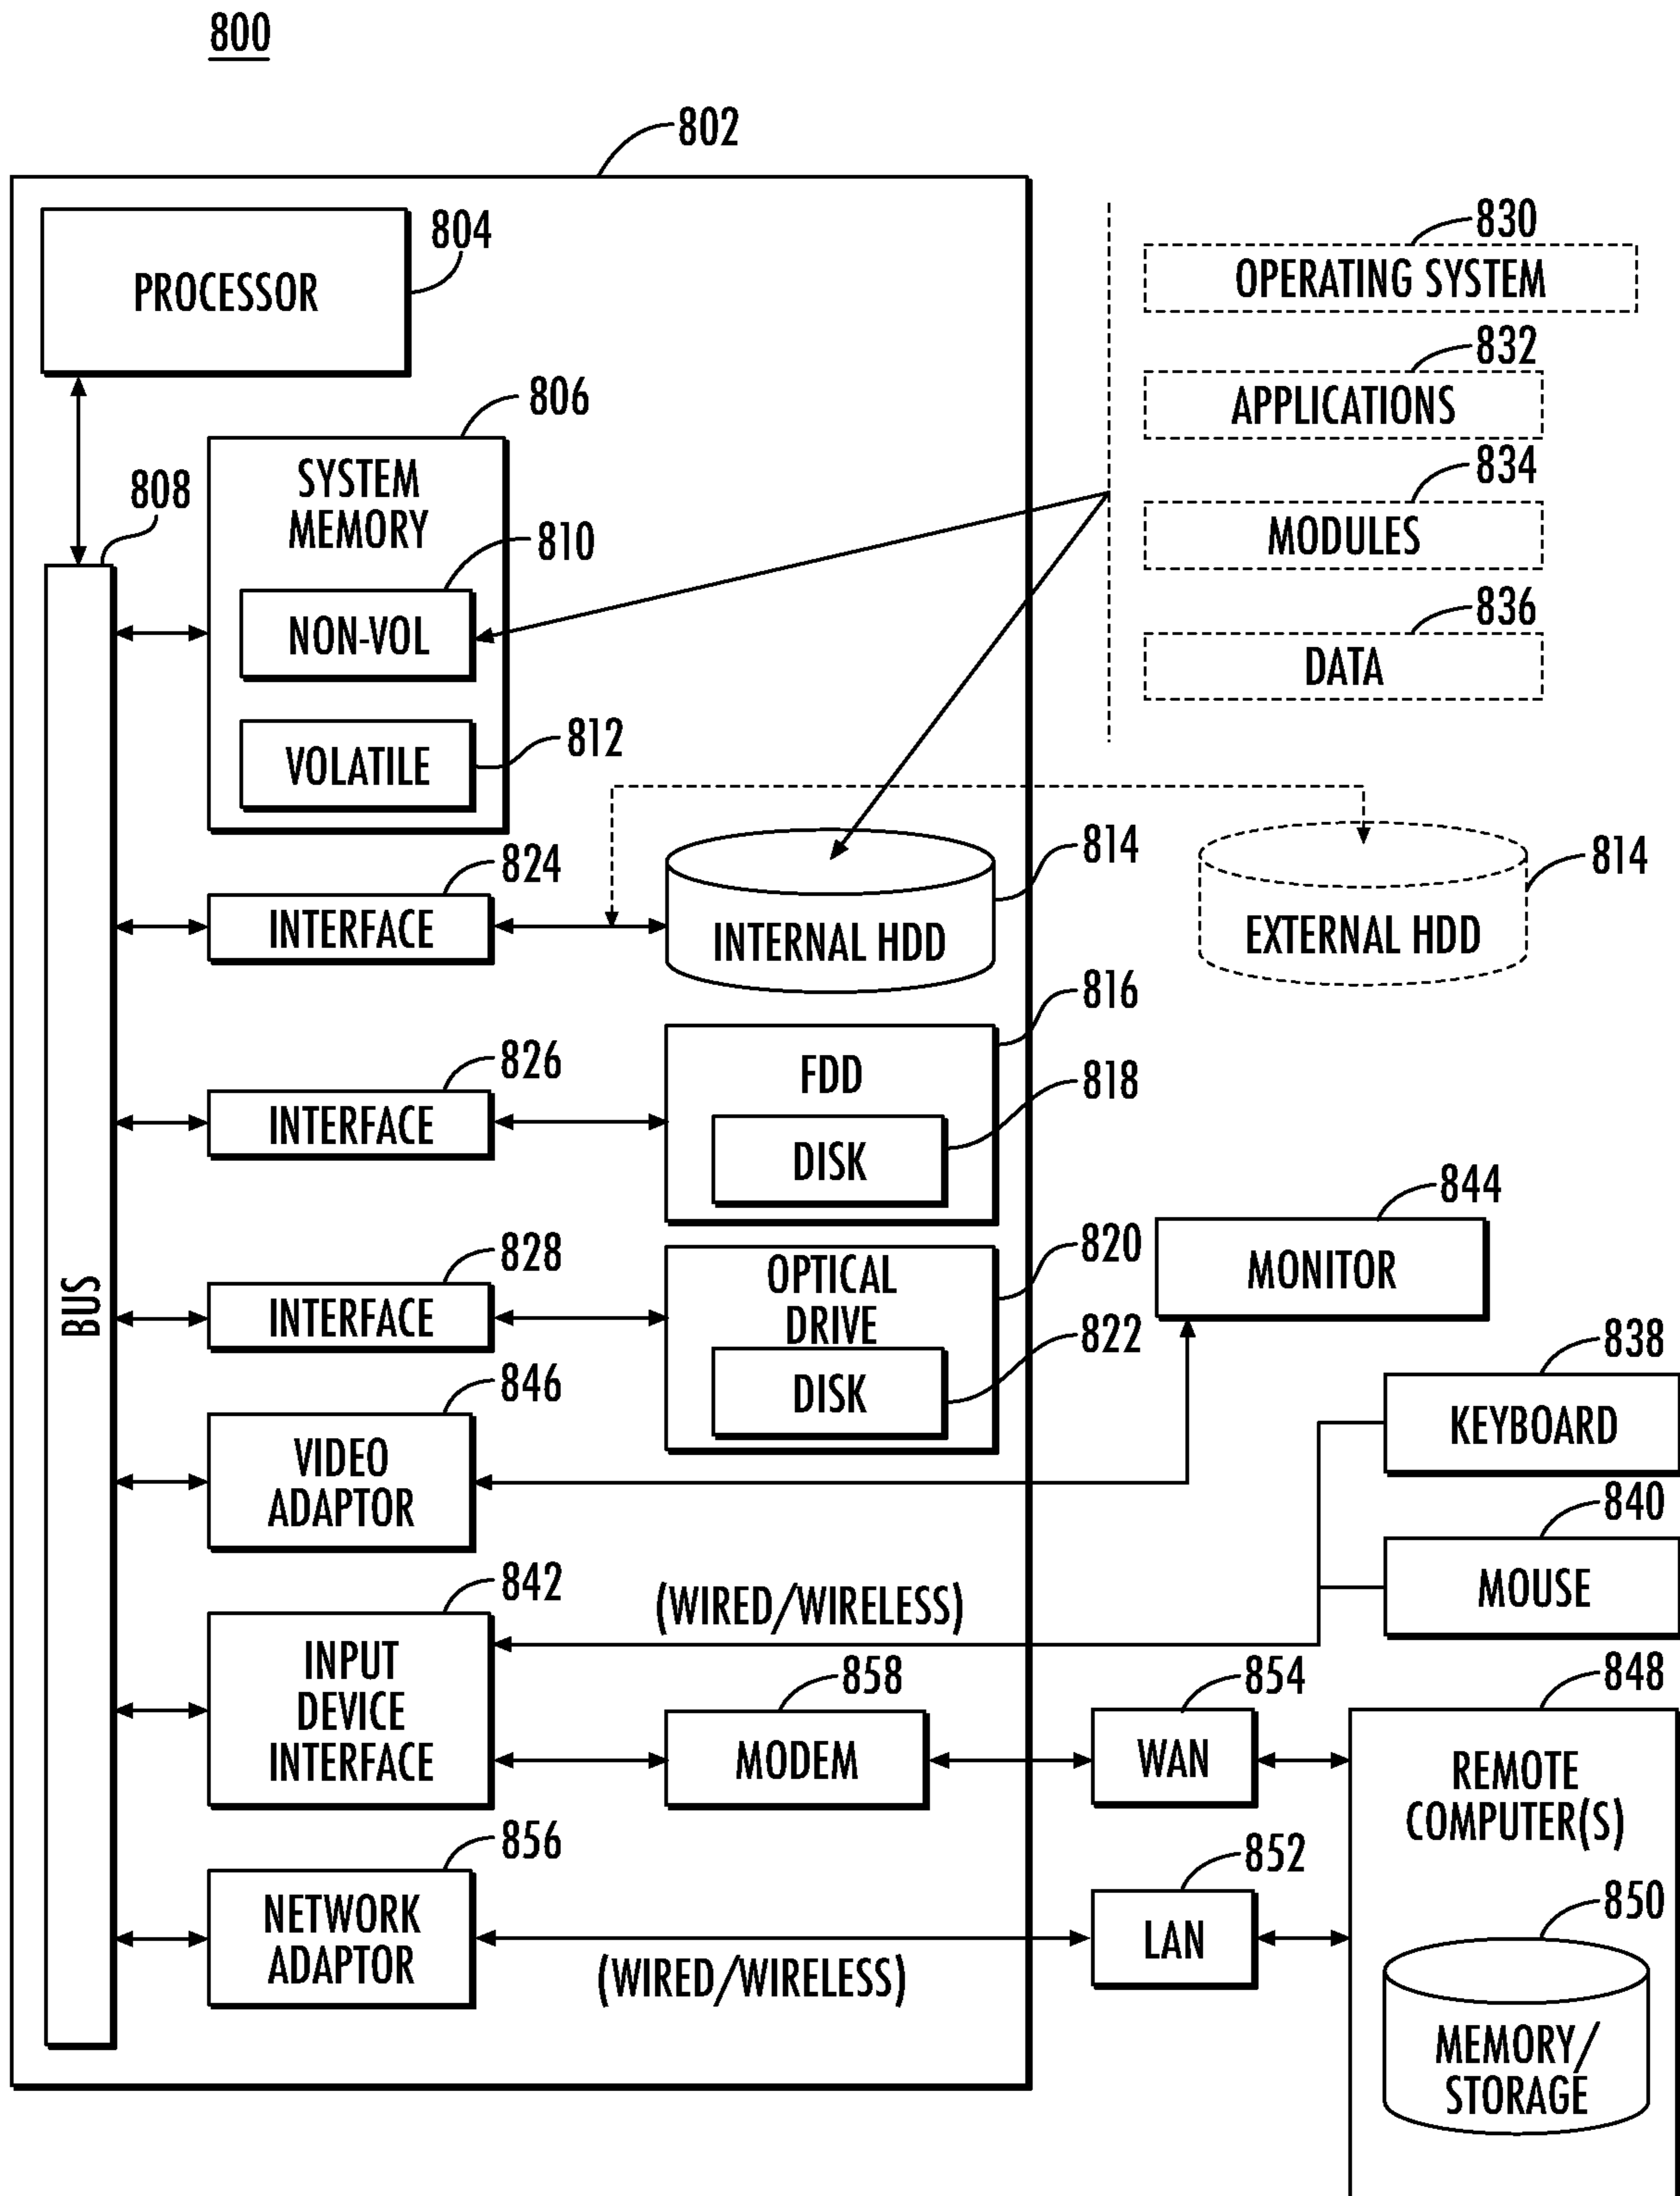 800
802
PROCESSOR
804
830
OPERATING SYSTEM
832
APPLICATIONS
834
MODULES
836
DATA
806
SYSTEM
MEMORY
808
810
NON-VOL
812
VOLATILE
824
INTERFACE
814
INTERNAL HDD
814
EXTERNAL HDD
816
FDD
818
DISK
826
INTERFACE
BUS
828
INTERFACE
820
OPTICAL
DRIVE
822
DISK
844
MONITOR
838
KEYBOARD
846
VIDEO
ADAPTOR
840
MOUSE
842
INPUT
DEVICE
INTERFACE
(WIRED/WIRELESS)
858
MODEM
854
WAN
848
REMOTE
COMPUTER(S)
856
NETWORK
ADAPTOR
(WIRED/WIRELESS)
852
LAN
850
MEMORY/
STORAGE